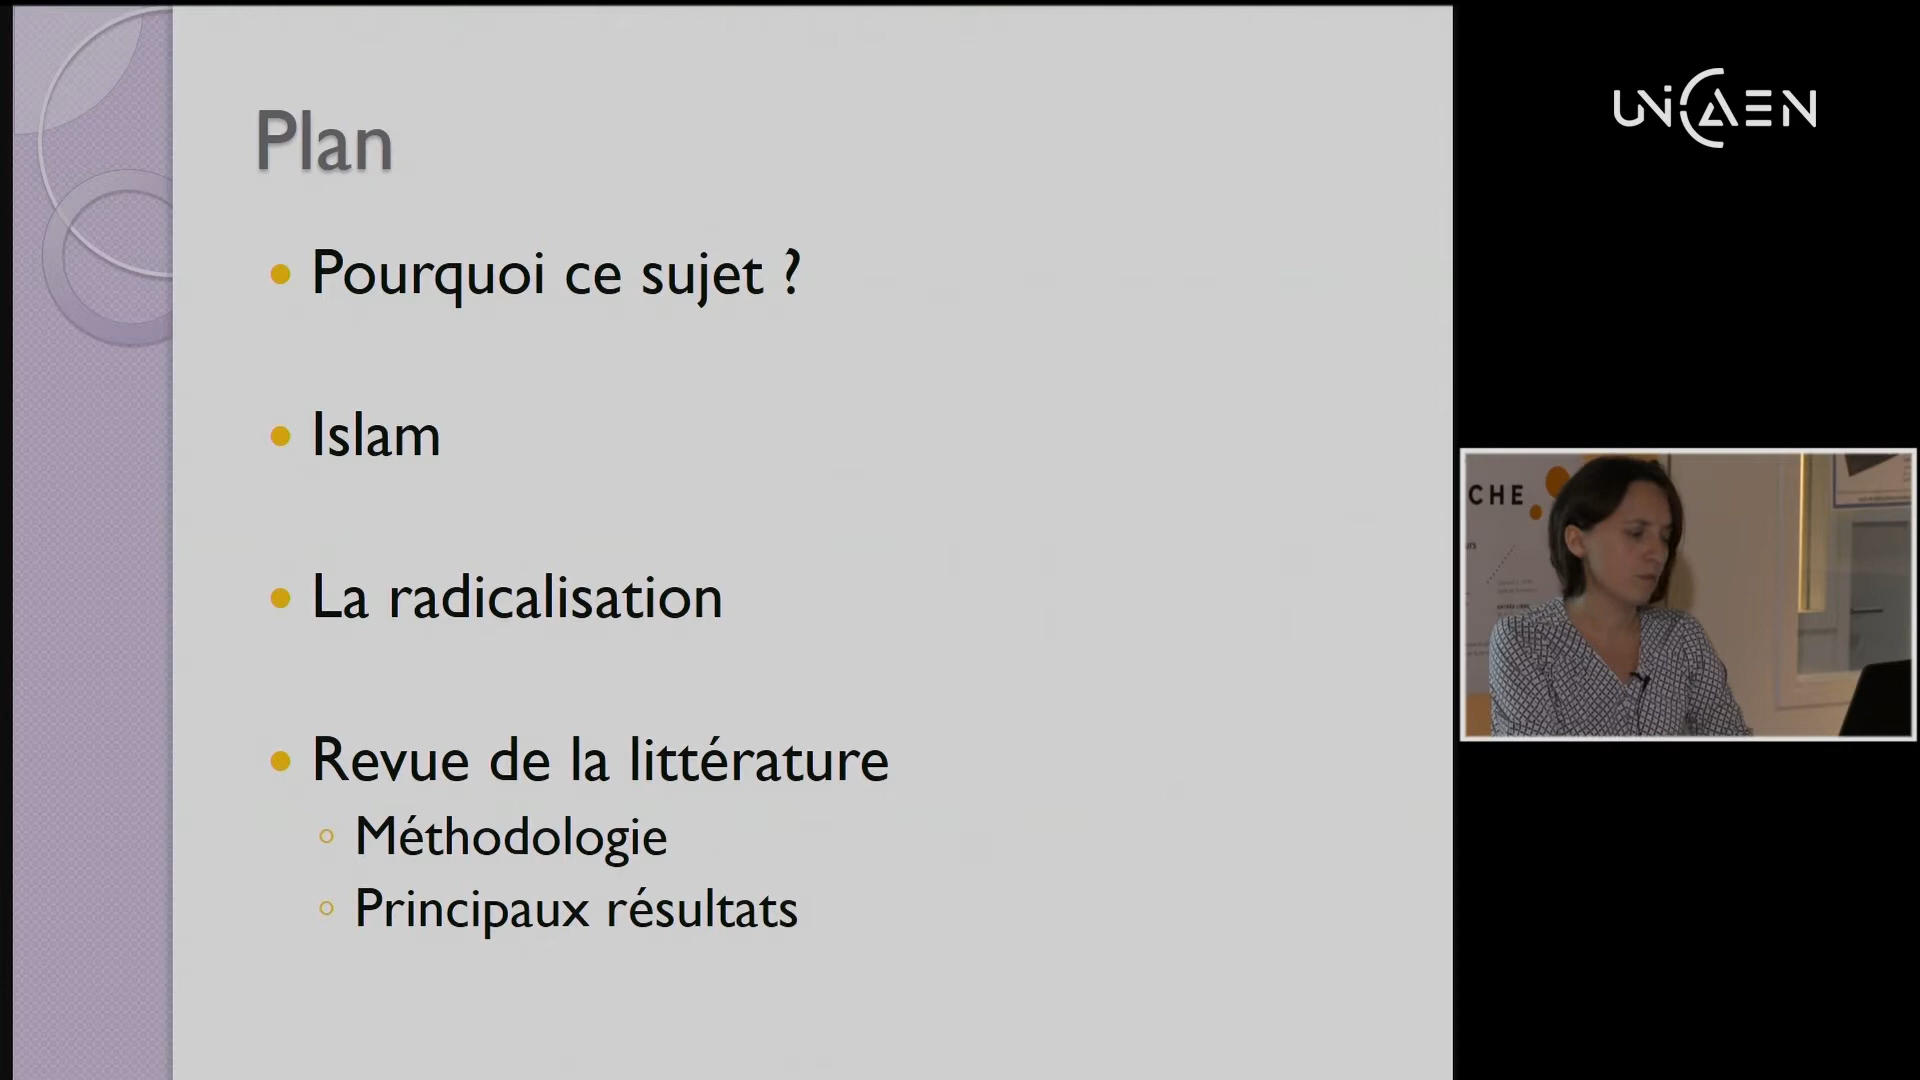 Plan
Pourquoi ce sujet ?
Islam
La radicalisation
Revue de la littérature
Méthodologie
Principaux résultats
UNICAEN
CHE